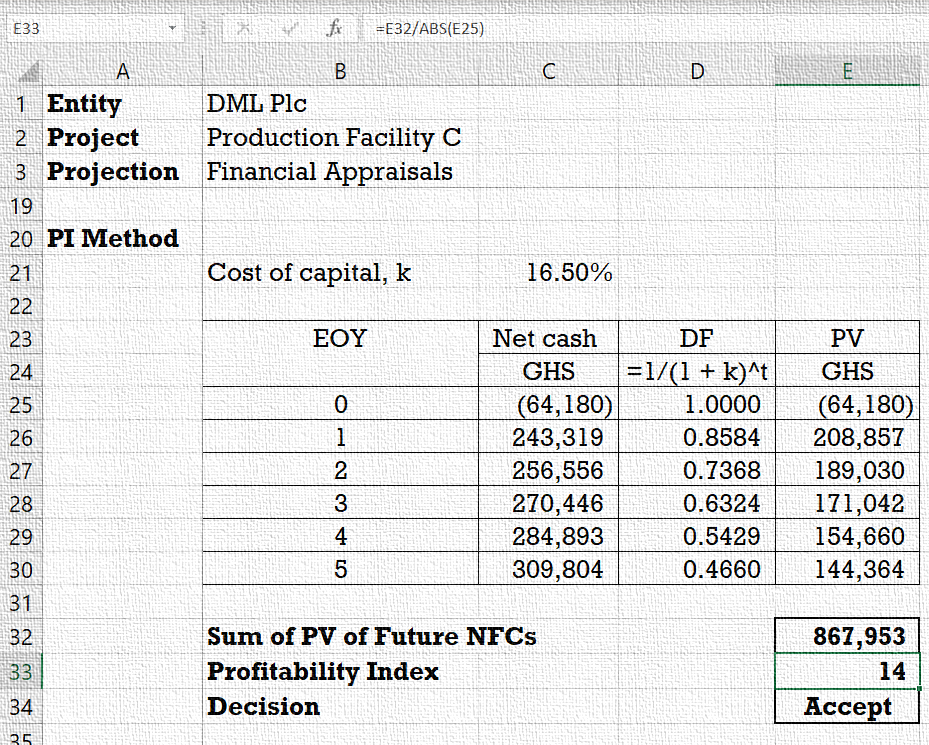 E33 fx =E32/ABS(E25)
A B C D E
1 Entity DML Plc
2 Project Production Facility C
3 Projection Financial Appraisals
19
20 PI Method
21 Cost of capital, k 16.50%
22
23 EOY Net cash DF PV
24 GHS =1/(1 + k)^t GHS
25 0 (64,180) 1.0000 (64,180)
26 1 243,319 0.8584 208,857
27 2 256,556 0.7368 189,030
28 3 270,446 0.6324 171,042
29 4 284,893 0.5429 154,660
30 5 309,804 0.4660 144,364
31
32 Sum of PV of Future NFCs 867,953
33 Profitability Index 14
34 Decision Accept
35